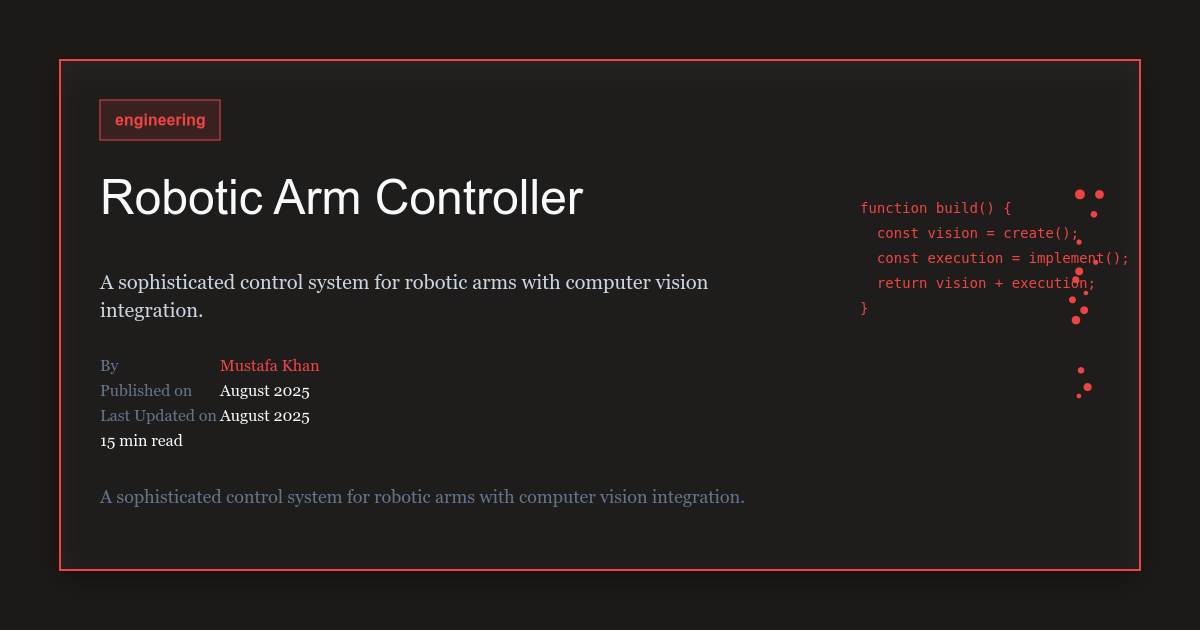 engineering
Robotic Arm Controller
A sophisticated control system for robotic arms with computer vision
integration.
By Mustafa Khan
Published on August 2025
Last Updated on August 2025
15 min read
A sophisticated control system for robotic arms with computer vision integration.
function build() {
  const vision = create();
  const execution = implement();
  return vision + execution;
}